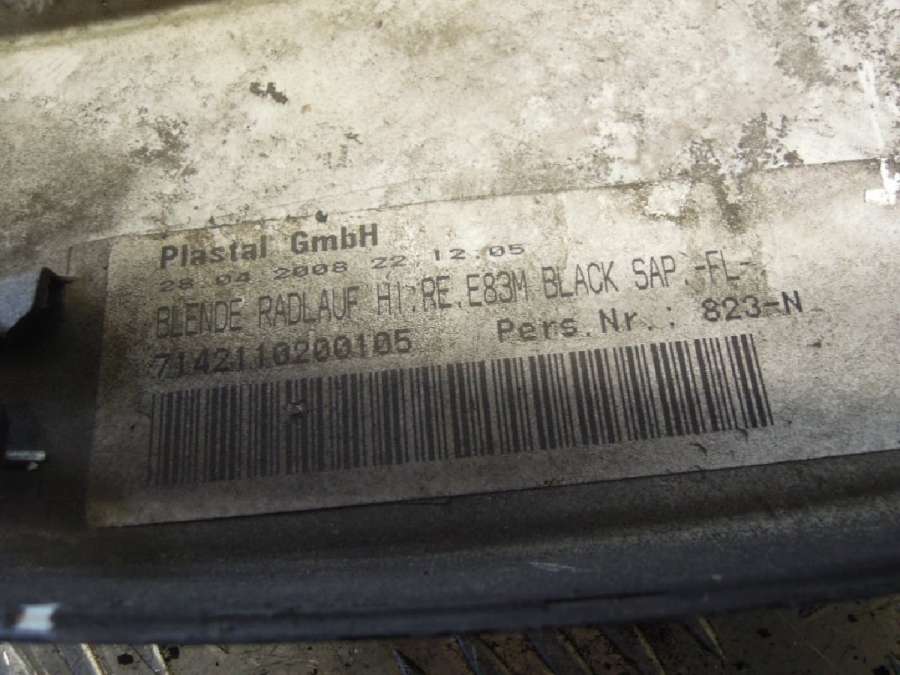 Plastal GmbH
28.04.2008 22.12.05
BLENDE RADLAUF HI.RE.E83M BLACK SAP.-FL-
7142110200105 Pers.Nr.: 823-N